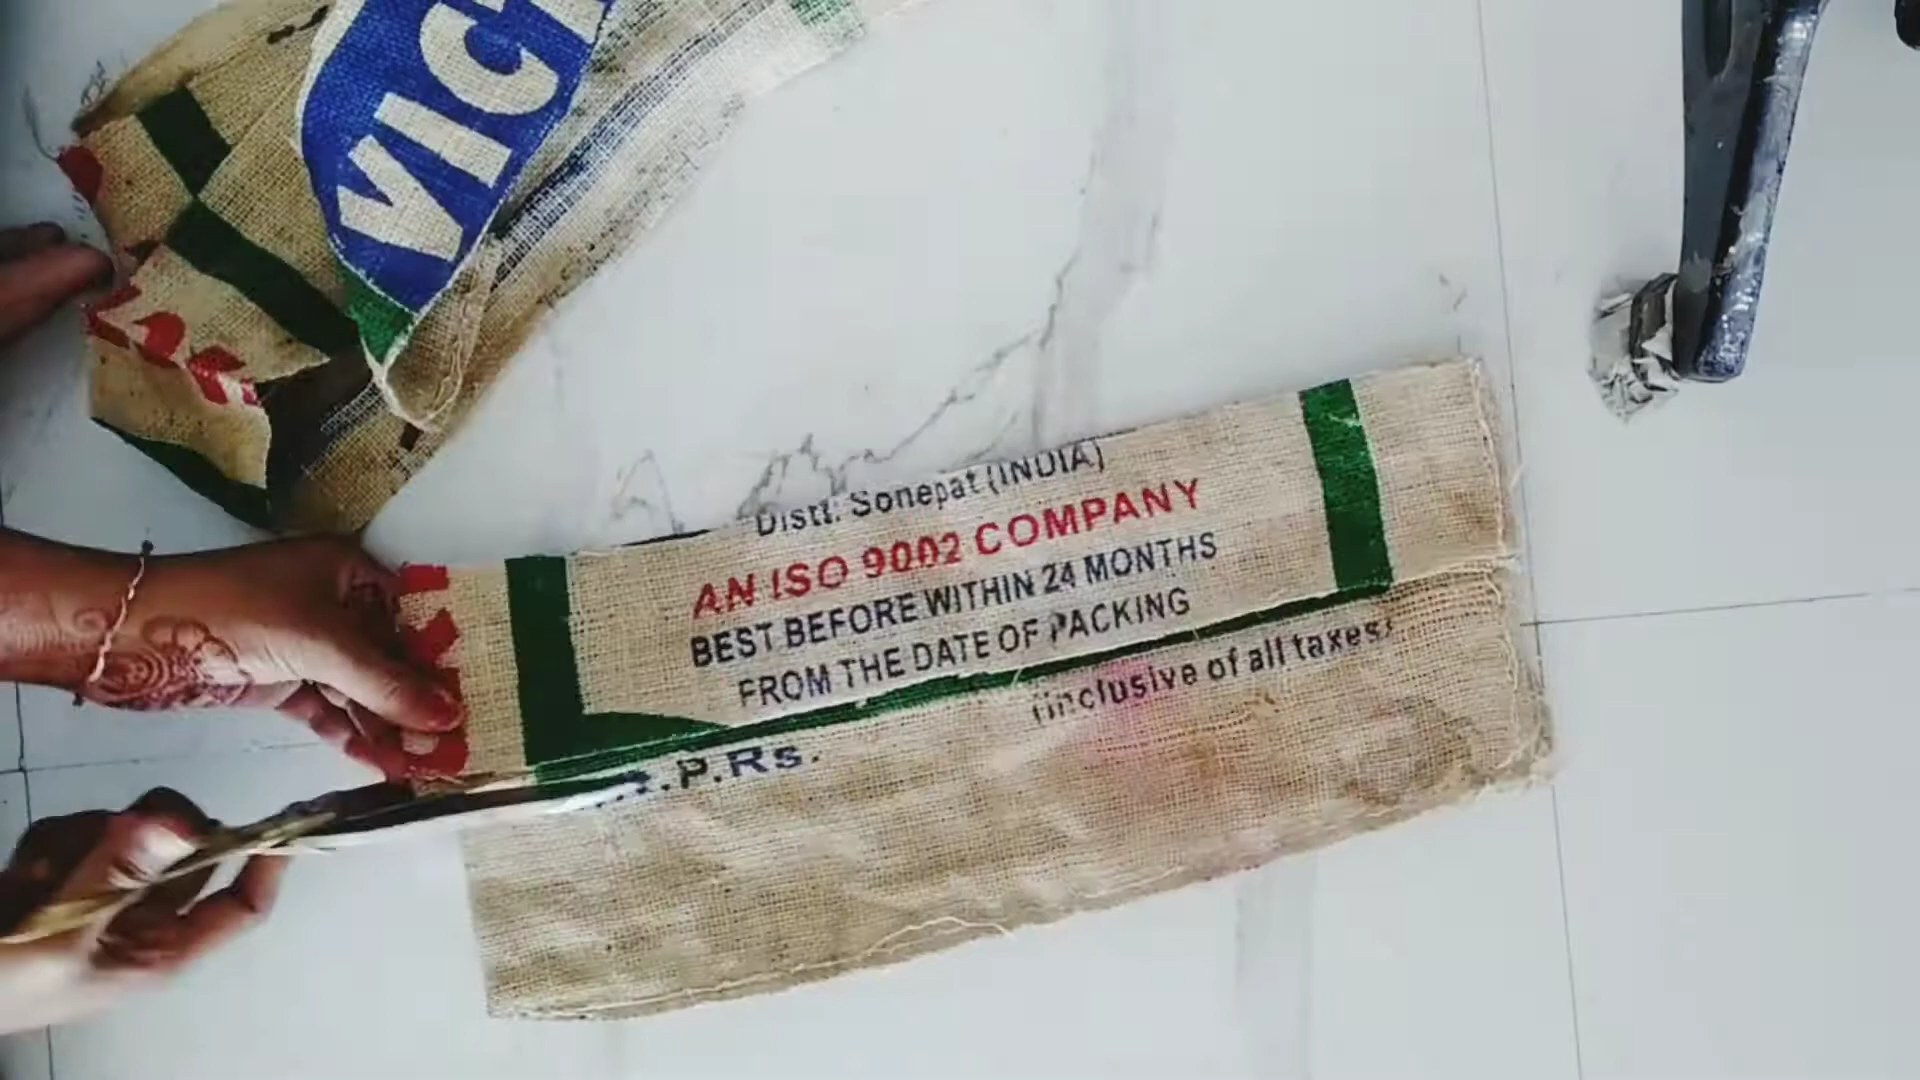 VICT
Distt. Sonepat (INDIA)
AN ISO 9002 COMPANY
BEST BEFORE WITHIN 24 MONTHS
FROM THE DATE OF PACKING
(inclusive of all taxes)
.P.Rs.